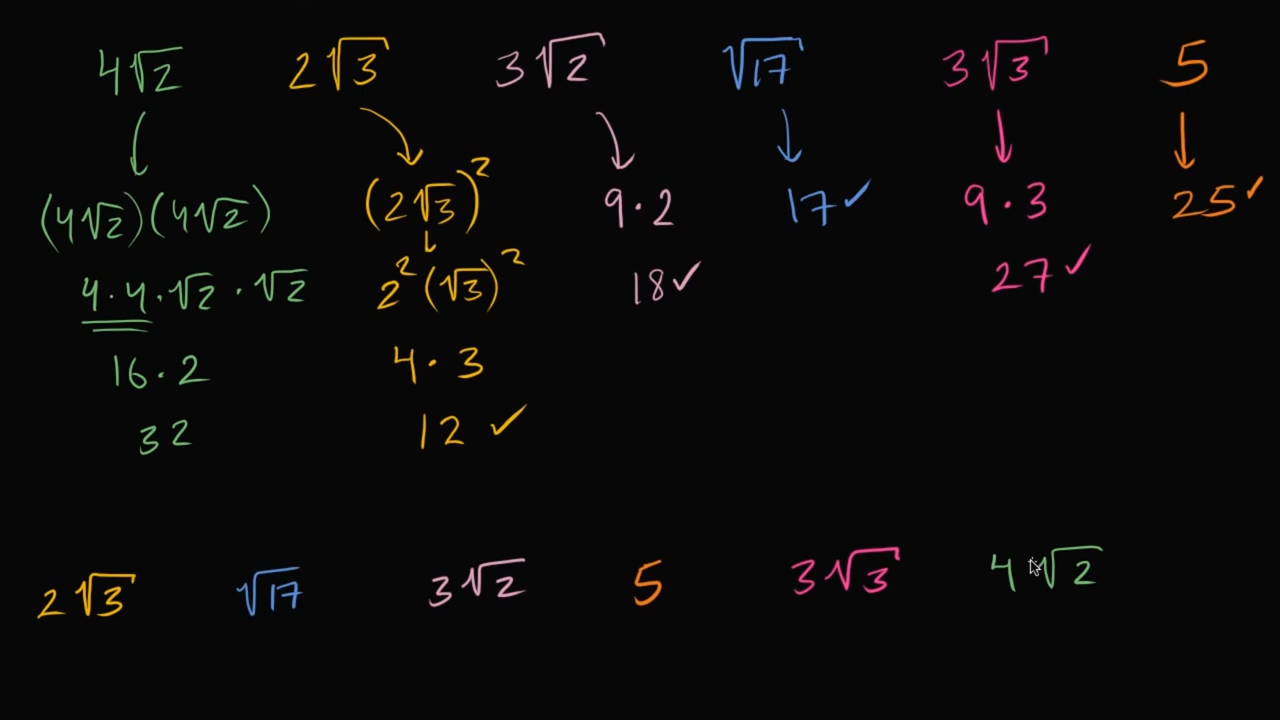 4√2 2√3 3√2 √17 3√3 5
(4√2)(4√2) (2√3)² 9·2 17✓ 9·3 25✓
4·4·√2·√2 2²(√3)² 18✓ 27✓
16·2 4·3
32 12✓
2√3 √17 3√2 5 3√3 4√2